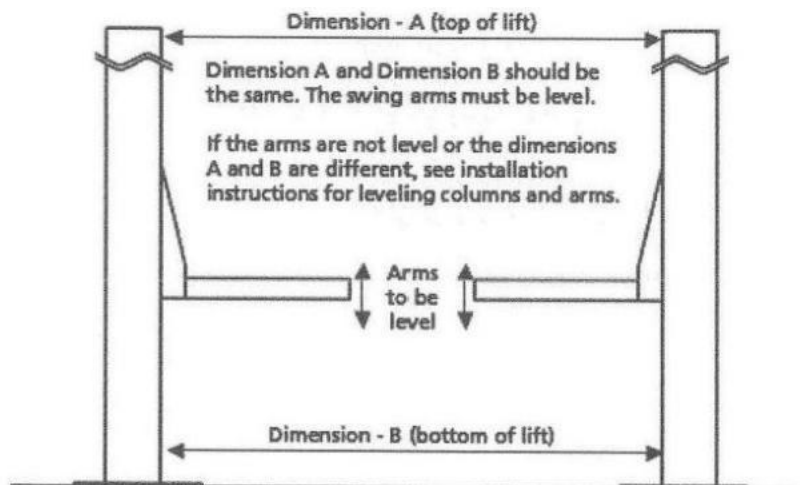 Dimension - A (top of lift)
Dimension A and Dimension B should be
the same. The swing arms must be level.
If the arms are not level or the dimensions
A and B are different, see installation
instructions for leveling columns and arms.
Arms
to be
level
Dimension - B (bottom of lift)